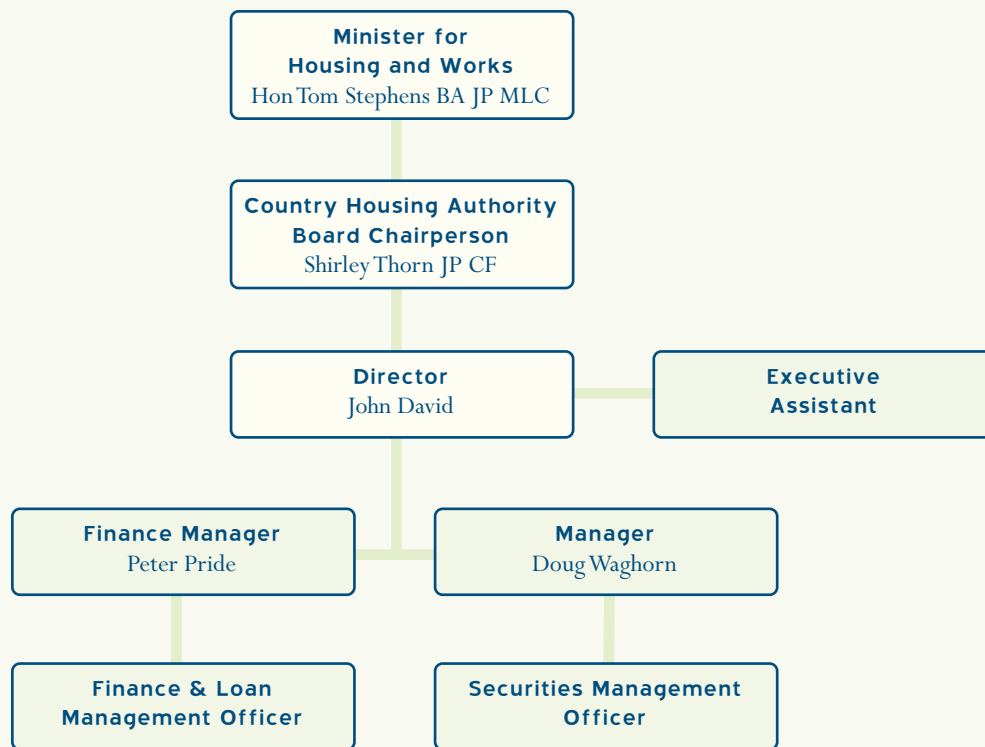 Minister for
Housing and Works
Hon Tom Stephens BA JP MLC
Country Housing Authority
Board Chairperson
Shirley Thorn JP CF
Director
John David
Executive
Assistant
Finance Manager
Peter Pride
Manager
Doug Waghorn
Finance & Loan
Management Officer
Securities Management
Officer